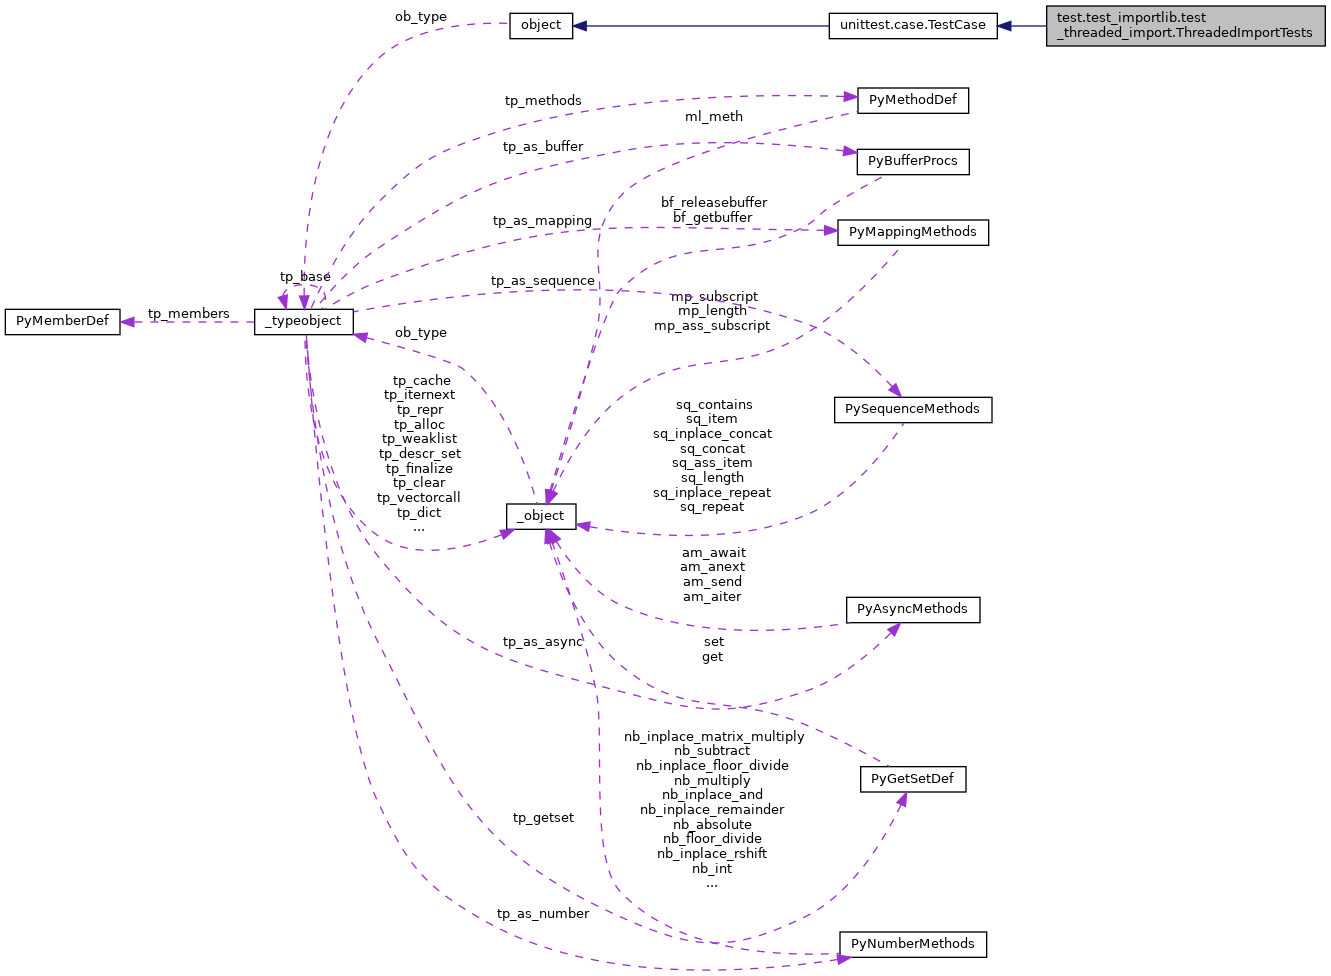 ob_type
object
unittest.case.TestCase
test.test_importlib.test
_threaded_import.ThreadedImportTests
tp_methods
PyMethodDef
ml_meth
tp_as_buffer
PyBufferProcs
bf_releasebuffer
bf_getbuffer
tp_as_mapping
PyMappingMethods
tp_base
tp_as_sequence
mp_subscript
mp_length
mp_ass_subscript
PyMemberDef
tp_members
_typeobject
ob_type
tp_cache
tp_iternext
tp_repr
tp_alloc
tp_weaklist
tp_descr_set
tp_finalize
tp_clear
tp_vectorcall
tp_dict
...
sq_contains
sq_item
sq_inplace_concat
sq_concat
sq_ass_item
sq_length
sq_inplace_repeat
sq_repeat
PySequenceMethods
_object
am_await
am_anext
am_send
am_aiter
PyAsyncMethods
tp_as_async
set
get
nb_inplace_matrix_multiply
nb_subtract
nb_inplace_floor_divide
nb_multiply
nb_inplace_and
nb_inplace_remainder
nb_absolute
nb_floor_divide
nb_inplace_rshift
nb_int
...
PyGetSetDef
tp_getset
tp_as_number
PyNumberMethods